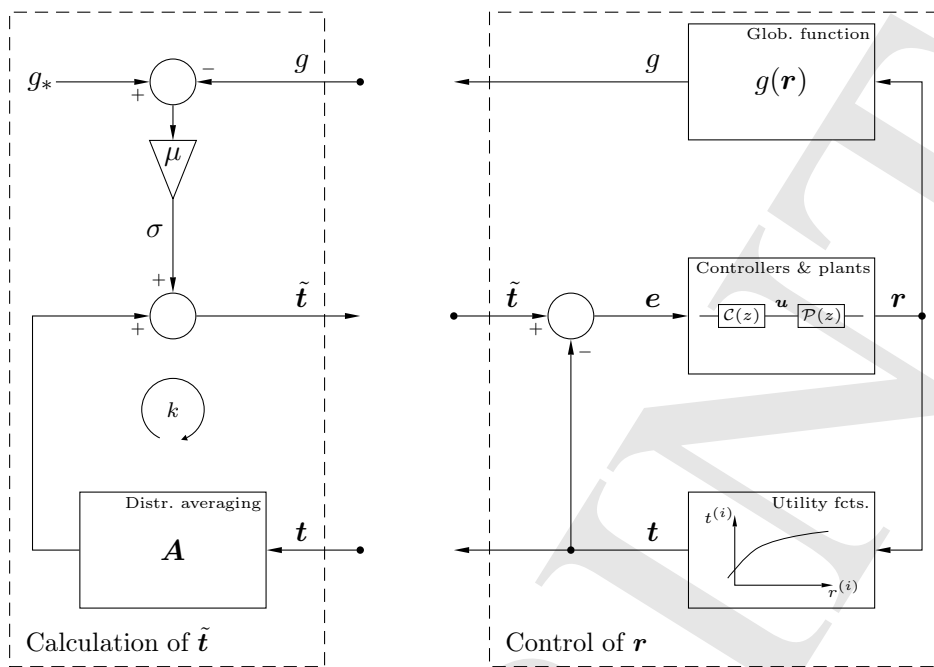 Glob. function
g∗
−
+
g
g
g(r)
μ
σ
+
+
t̃
t̃
+
−
e
Controllers & plants
C(z)
u
P(z)
r
k
Distr. averaging
A
t
t
Utility fcts.
t(i)
r(i)
Calculation of t̃
Control of r